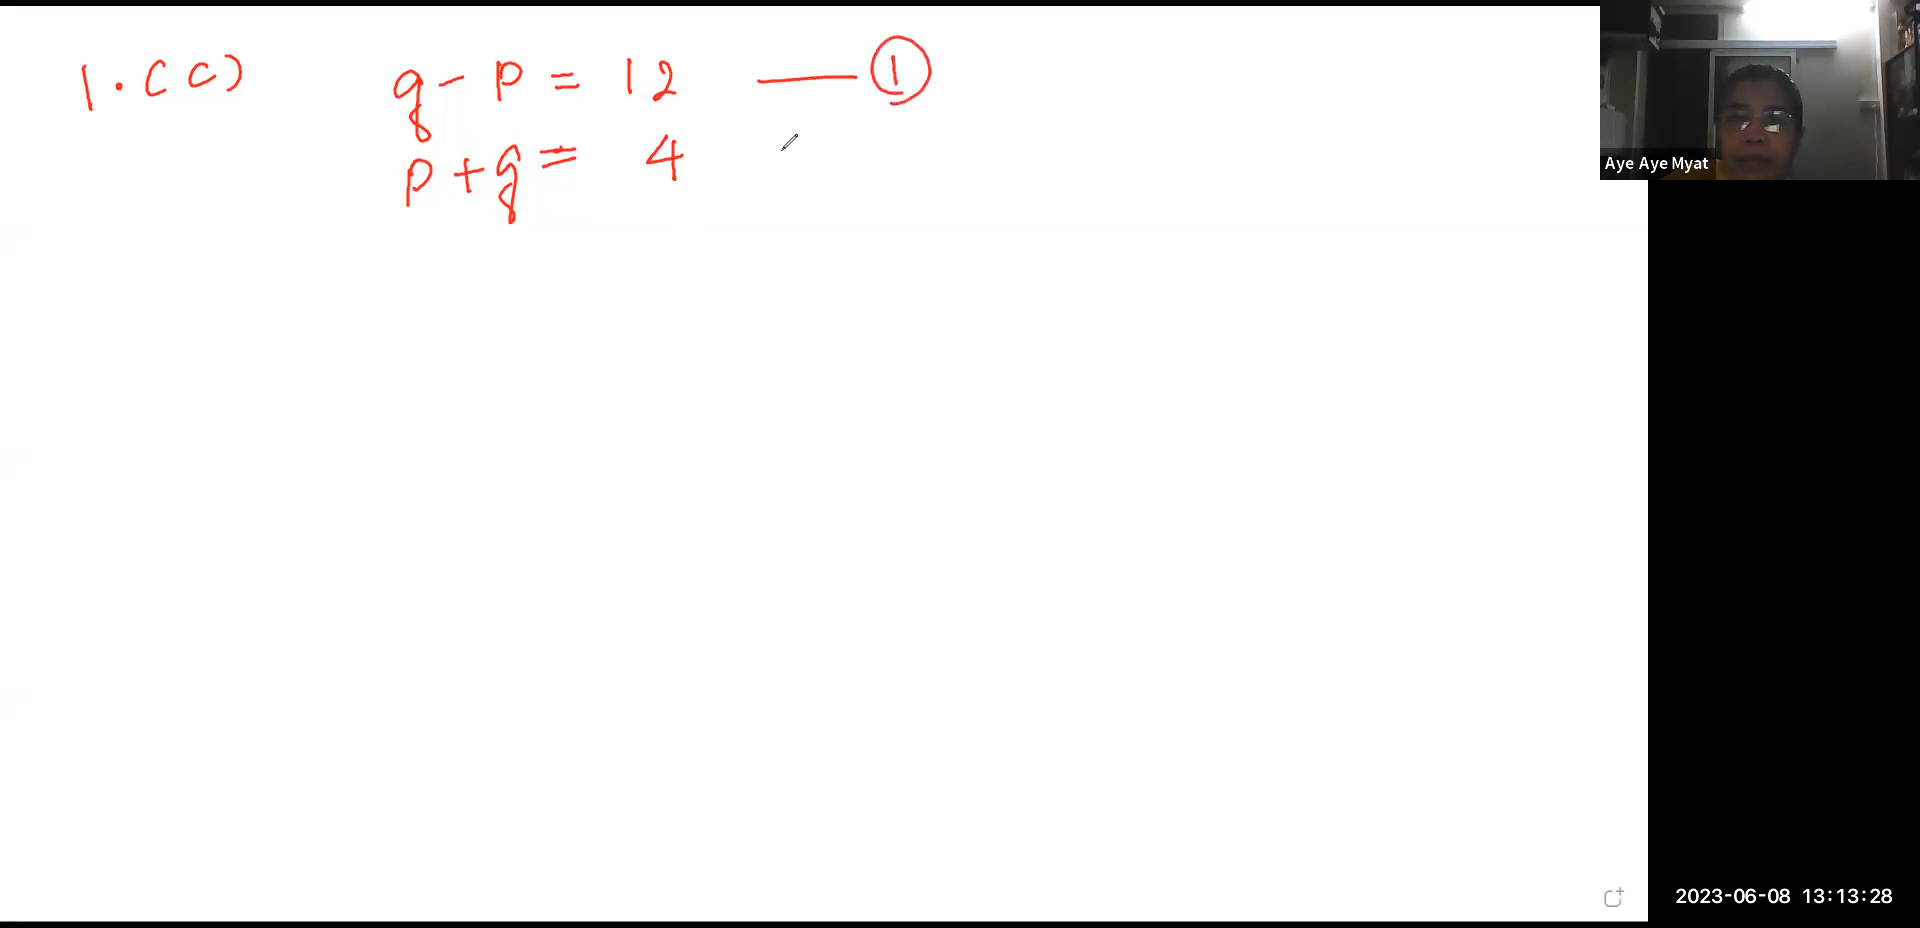 1.(c) q - p = 12 —— ①
p + q = 4
Aye Aye Myat
2023-06-08 13:13:28